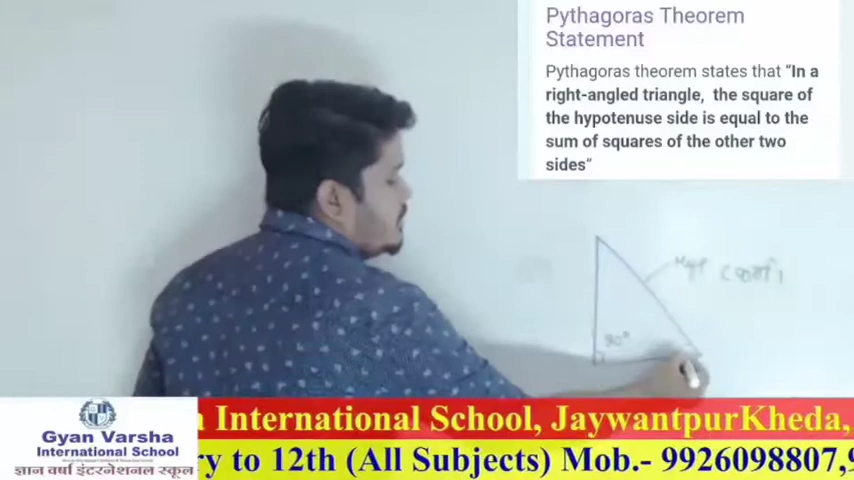 Pythagoras Theorem
Statement
Pythagoras theorem states that “In a
right-angled triangle, the square of
the hypotenuse side is equal to the
sum of squares of the other two
sides”
Hyp (कर्ण)
90°
International School, JaywantpurKheda,
Gyan Varsha
International School
ज्ञान वर्षा इंटरनेशनल स्कूल
ry to 12th (All Subjects) Mob.- 9926098807,9